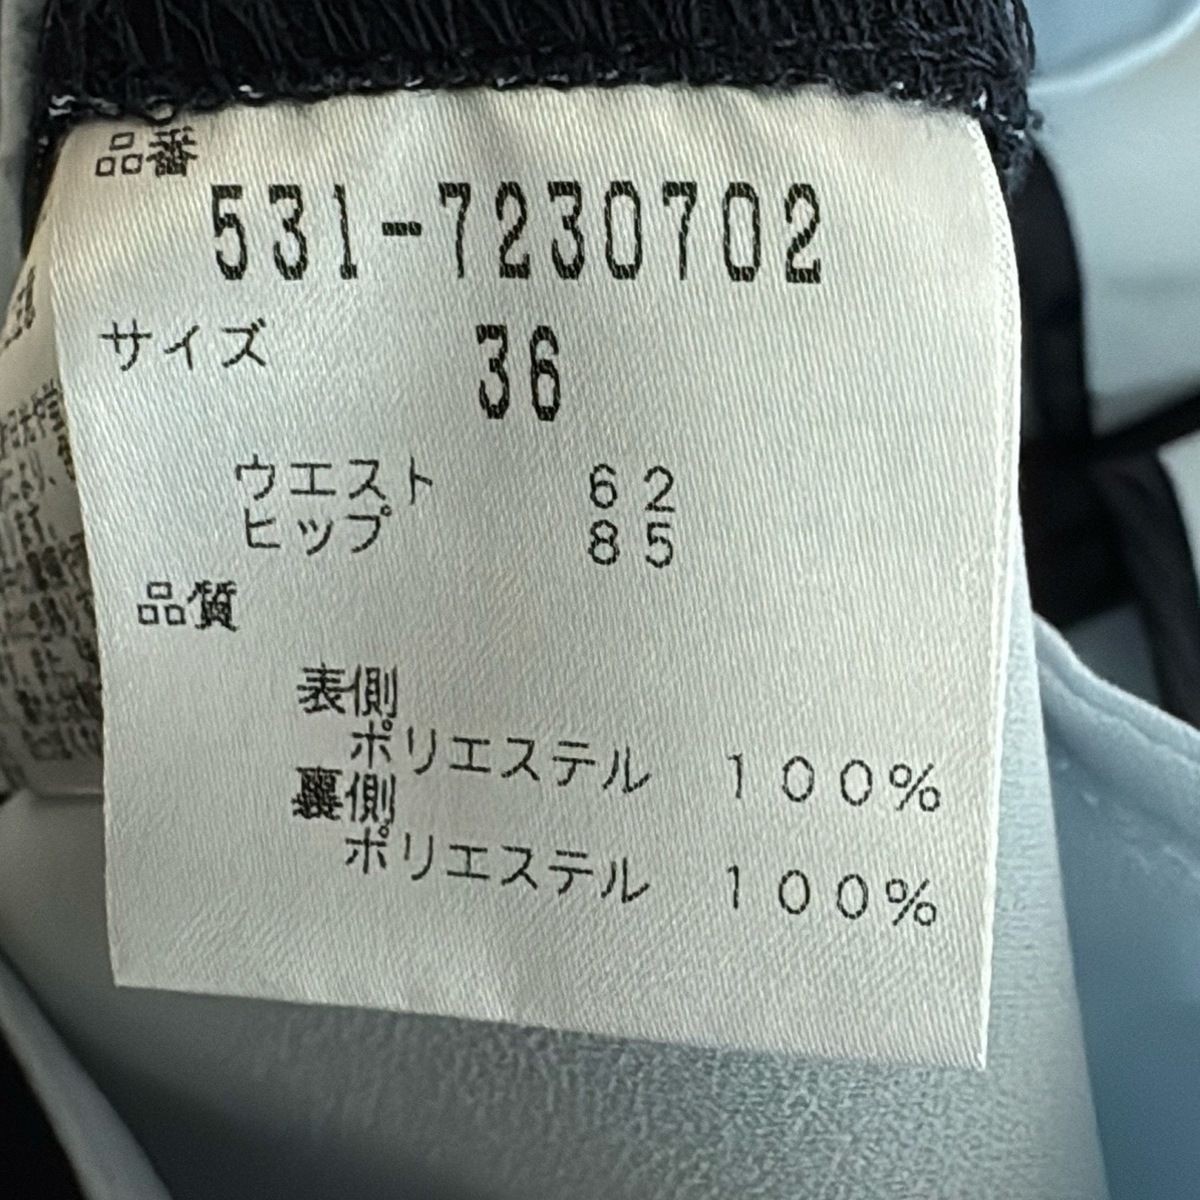 品番
531-7230702
サイズ 36
ウエスト 62
ヒップ 85
品質
表側
ポリエステル 100%
裏側
ポリエステル 100%